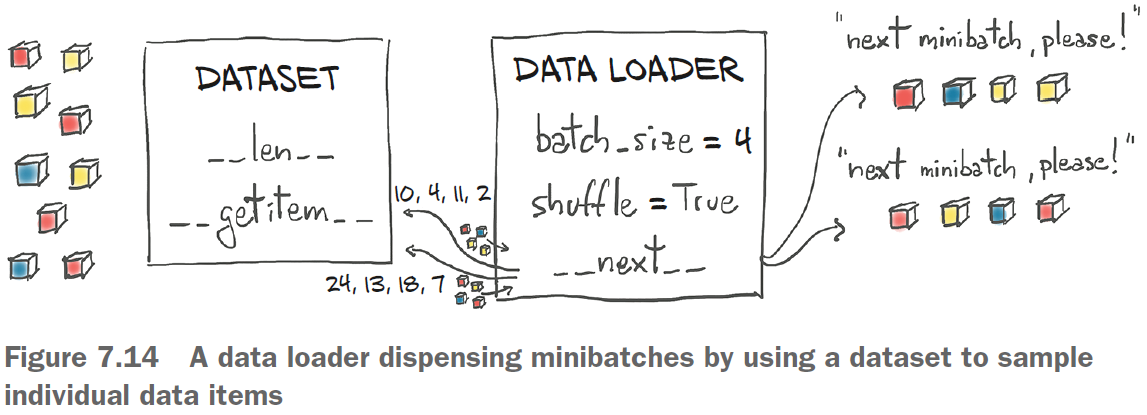 DATASET
__len__
__getitem__
10, 4, 11, 2
24, 13, 18, 7
DATA LOADER
batch_size = 4
shuffle = True
__next__
"next minibatch, please!"
"next minibatch, please!"
Figure 7.14 A data loader dispensing minibatches by using a dataset to sample
individual data items